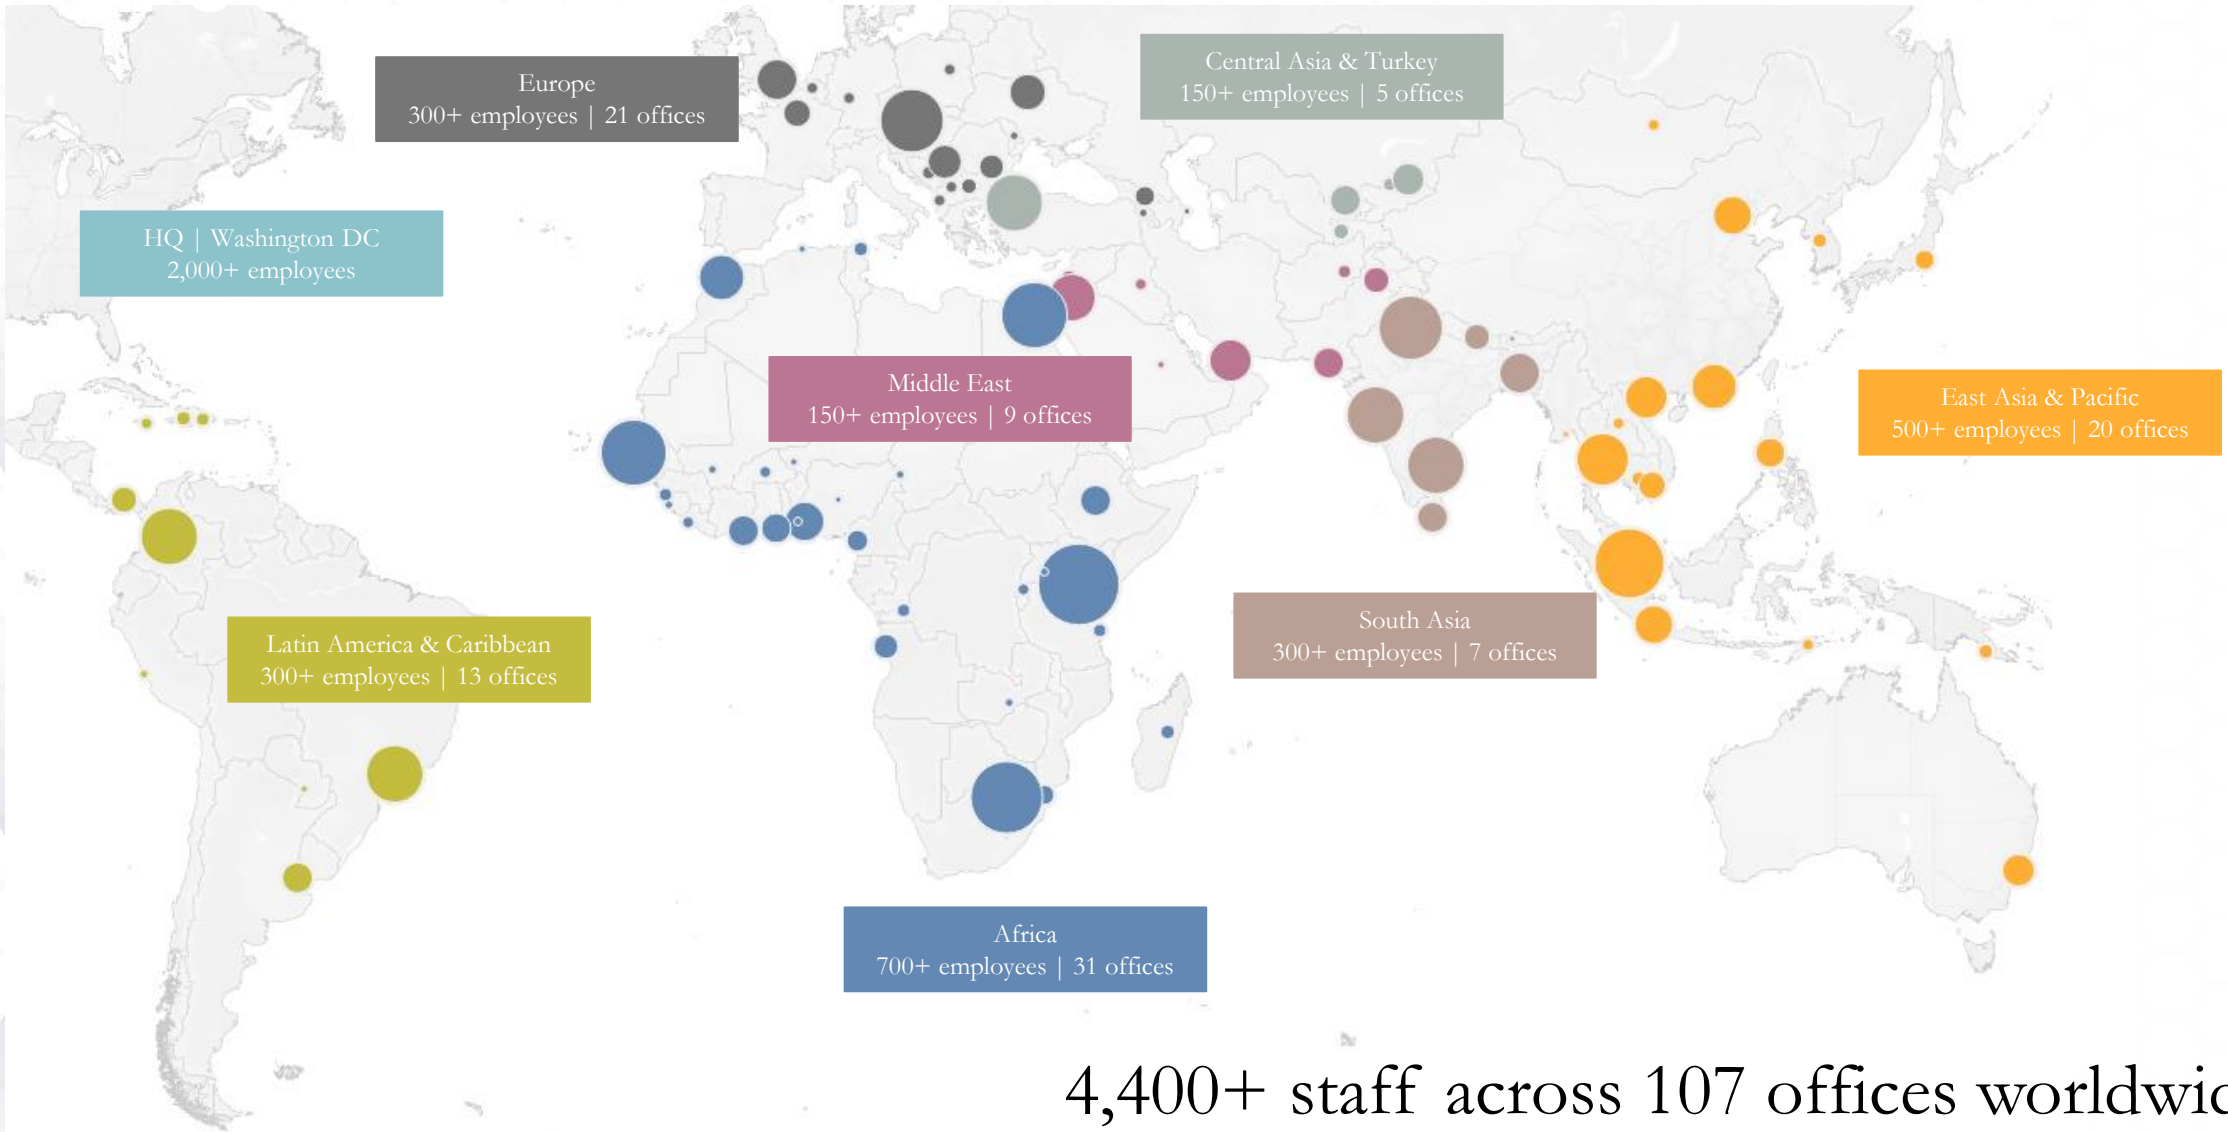 Europe
300+ employees | 21 offices
Central Asia & Turkey
150+ employees | 5 offices
HQ | Washington DC
2,000+ employees
Middle East
150+ employees | 9 offices
East Asia & Pacific
500+ employees | 20 offices
Latin America & Caribbean
300+ employees | 13 offices
South Asia
300+ employees | 7 offices
Africa
700+ employees | 31 offices
4,400+ staff across 107 offices